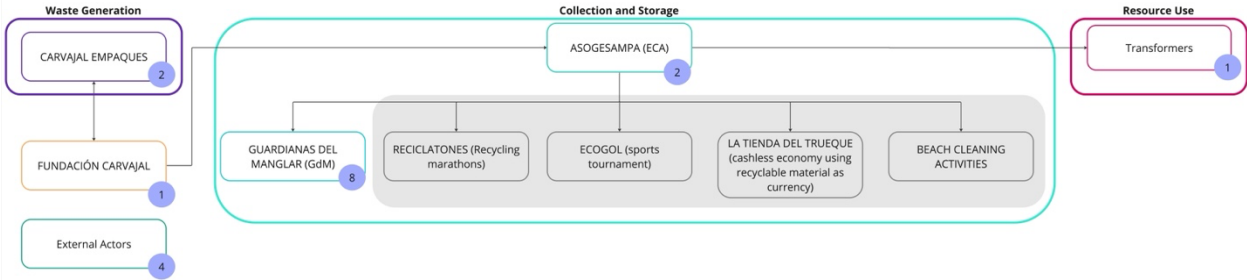 Waste Generation
Collection and Storage
Resource Use
CARVAJAL EMPAQUES
2
ASOGESAMPA (ECA)
2
Transformers
1
FUNDACIÓN CARVAJAL
1
GUARDIANAS DEL
MANGLAR (GdM)
8
RECICLATONES (Recycling
marathons)
ECOGOL (sports
tournament)
LA TIENDA DEL TRUEQUE
(cashless economy using
recyclable material as
currency)
BEACH CLEANING
ACTIVITIES
External Actors
4